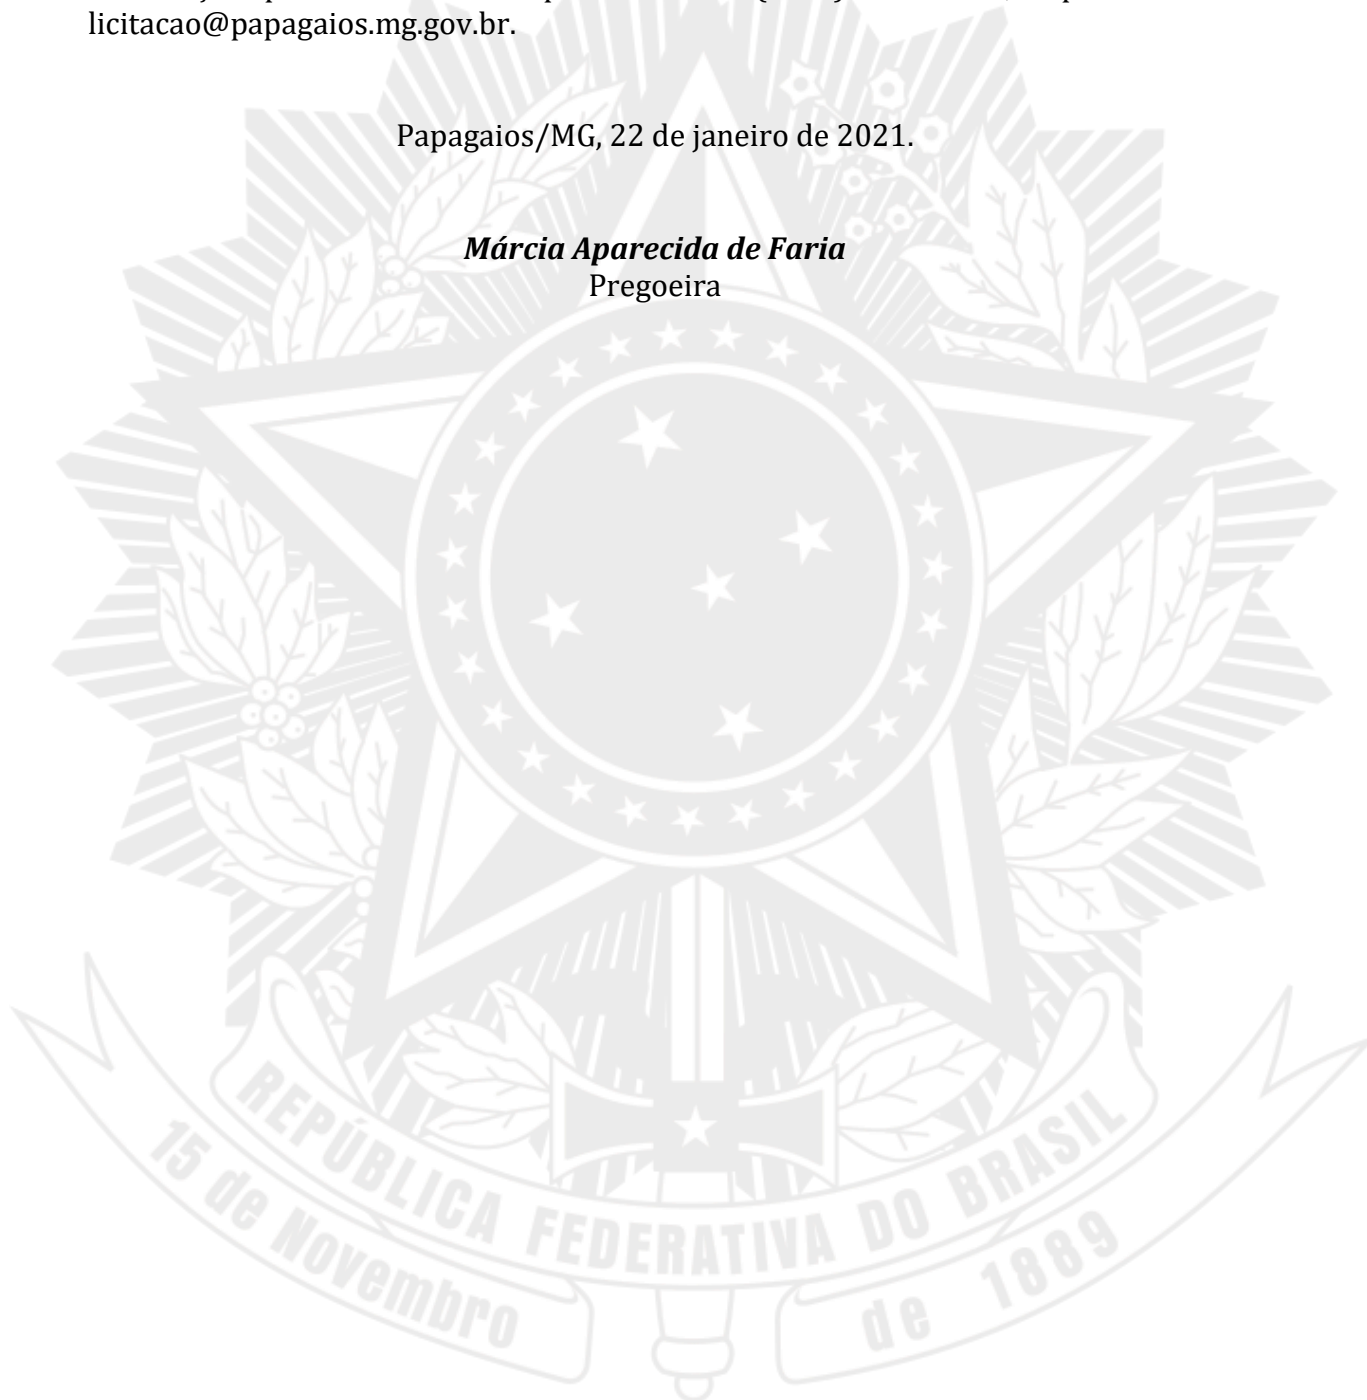 licitacao@papagaios.mg.gov.br.
Papagaios/MG, 22 de janeiro de 2021.
Márcia Aparecida de Faria
Pregoeira
REPÚBLICA FEDERATIVA DO BRASIL
15 de Novembro de 1889